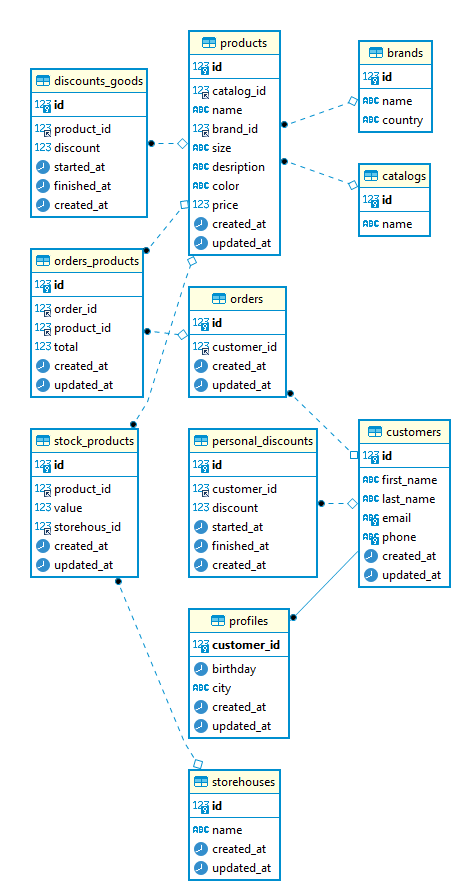 products
123 id
123 catalog_id
ABC name
123 brand_id
ABC size
ABC desription
ABC color
123 price
created_at
updated_at
brands
123 id
ABC name
ABC country
discounts_goods
123 id
123 product_id
123 discount
started_at
finished_at
created_at
catalogs
123 id
ABC name
orders_products
123 id
123 order_id
123 product_id
123 total
created_at
updated_at
orders
123 id
123 customer_id
created_at
updated_at
customers
123 id
ABC first_name
ABC last_name
ABC email
ABC phone
created_at
updated_at
stock_products
123 id
123 product_id
123 value
123 storehous_id
created_at
updated_at
personal_discounts
123 id
123 customer_id
123 discount
started_at
finished_at
created_at
profiles
123 customer_id
birthday
ABC city
created_at
updated_at
storehouses
123 id
ABC name
created_at
updated_at